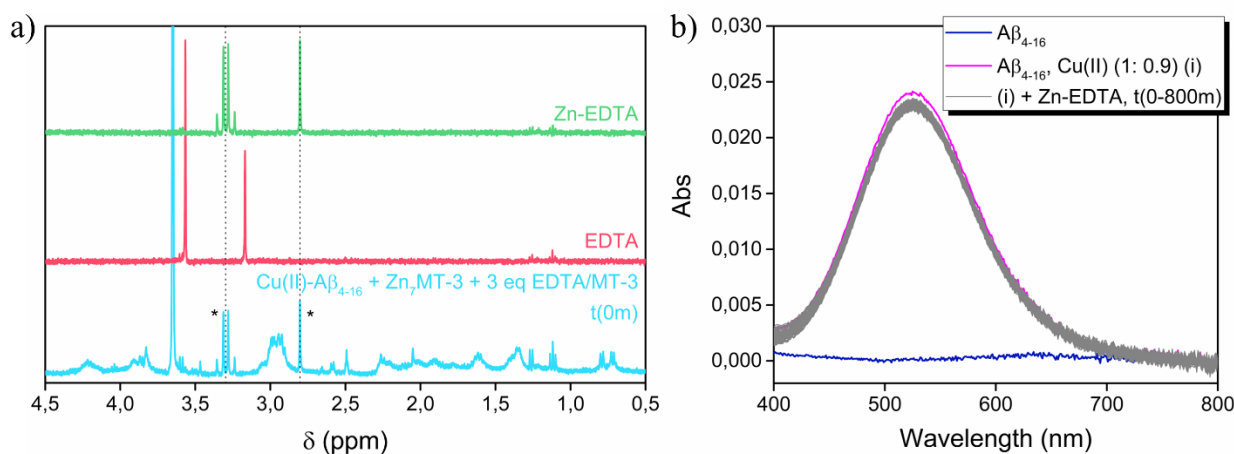 a)
Zn-EDTA
EDTA
Cu(II)-Aβ₄₋₁₆ + Zn₇MT-3 + 3 eq EDTA/MT-3
t(0m)
* *
4,5 4,0 3,5 3,0 2,5 2,0 1,5 1,0 0,5
δ (ppm)
b)
Aβ₄₋₁₆
Aβ₄₋₁₆, Cu(II) (1: 0.9) (i)
(i) + Zn-EDTA, t(0-800m)
0,030
0,025
0,020
0,015
0,010
0,005
0,000
Abs
400 500 600 700 800
Wavelength (nm)